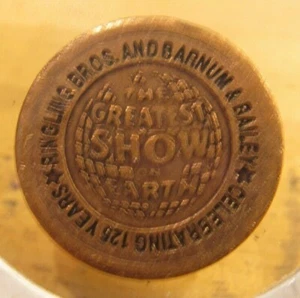 ★ RINGLING BROS. AND BARNUM & BAILEY ★
CELEBRATING 125 YEARS
THE
GREATEST
SHOW
ON
EARTH